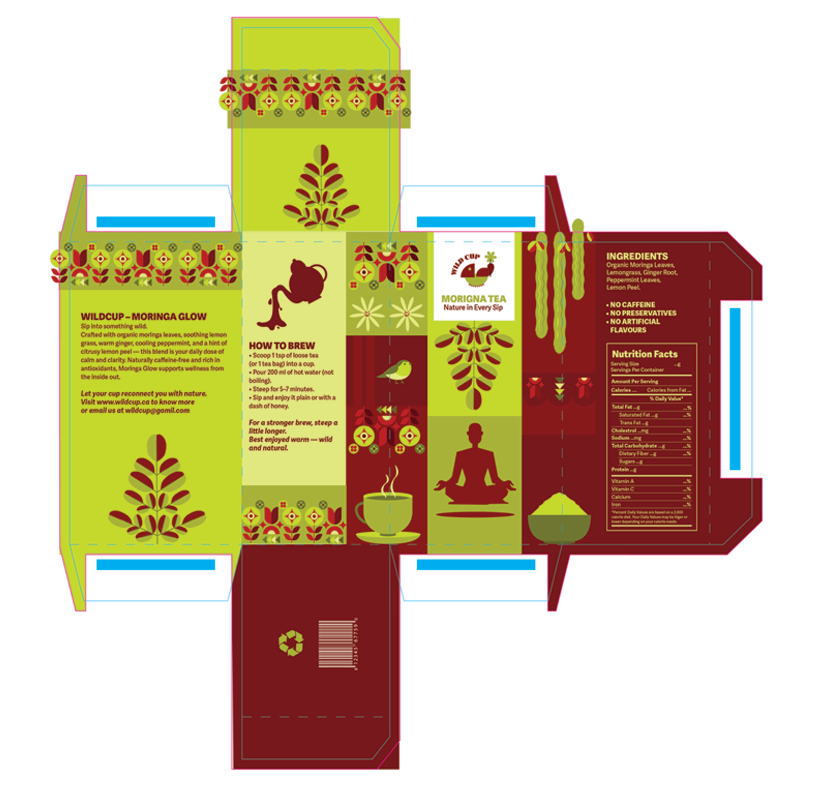 WILDCUP – MORINGA GLOW
Sip into something wild.
Crafted with organic moringa leaves, soothing lemon
grass, warm ginger, cooling peppermint, and a hint of
citrusy lemon peel — this blend is your daily dose of
calm and clarity. Naturally caffeine-free and rich in
antioxidants, Moringa Glow supports wellness from
the inside out.
Let your cup reconnect you with nature.
Visit www.wildcup.ca to know more
or email us at wildcup@gamil.com
HOW TO BREW
• Scoop 1 tsp of loose tea
(or 1 tea bag) into a cup.
• Pour 200 ml of hot water (not
boiling).
• Steep for 5–7 minutes.
• Sip and enjoy it plain or with a
dash of honey.
For a stronger brew, steep a
little longer.
Best enjoyed warm — wild
and natural.
WILD CUP
MORIGNA TEA
Nature in Every Sip
INGREDIENTS
Organic Moringa Leaves,
Lemongrass, Ginger Root,
Peppermint Leaves,
Lemon Peel.
• NO CAFFEINE
• NO PRESERVATIVES
• NO ARTIFICIAL
FLAVOURS
Nutrition Facts
Serving Size ...g
Servings Per Container
Amount Per Serving
Calories ... Calories from Fat ...
% Daily Value*
Total Fat ...g ...%
Saturated Fat ...g ...%
Trans Fat ...g
Cholestrol ...mg ...%
Sodium ...mg ...%
Total Carbohydrate ...g ...%
Dietary Fiber ...g ...%
Sugars ...g
Protein ...g
Vitamin A ...%
Vitamin C ...%
Calcium ...%
Iron ...%